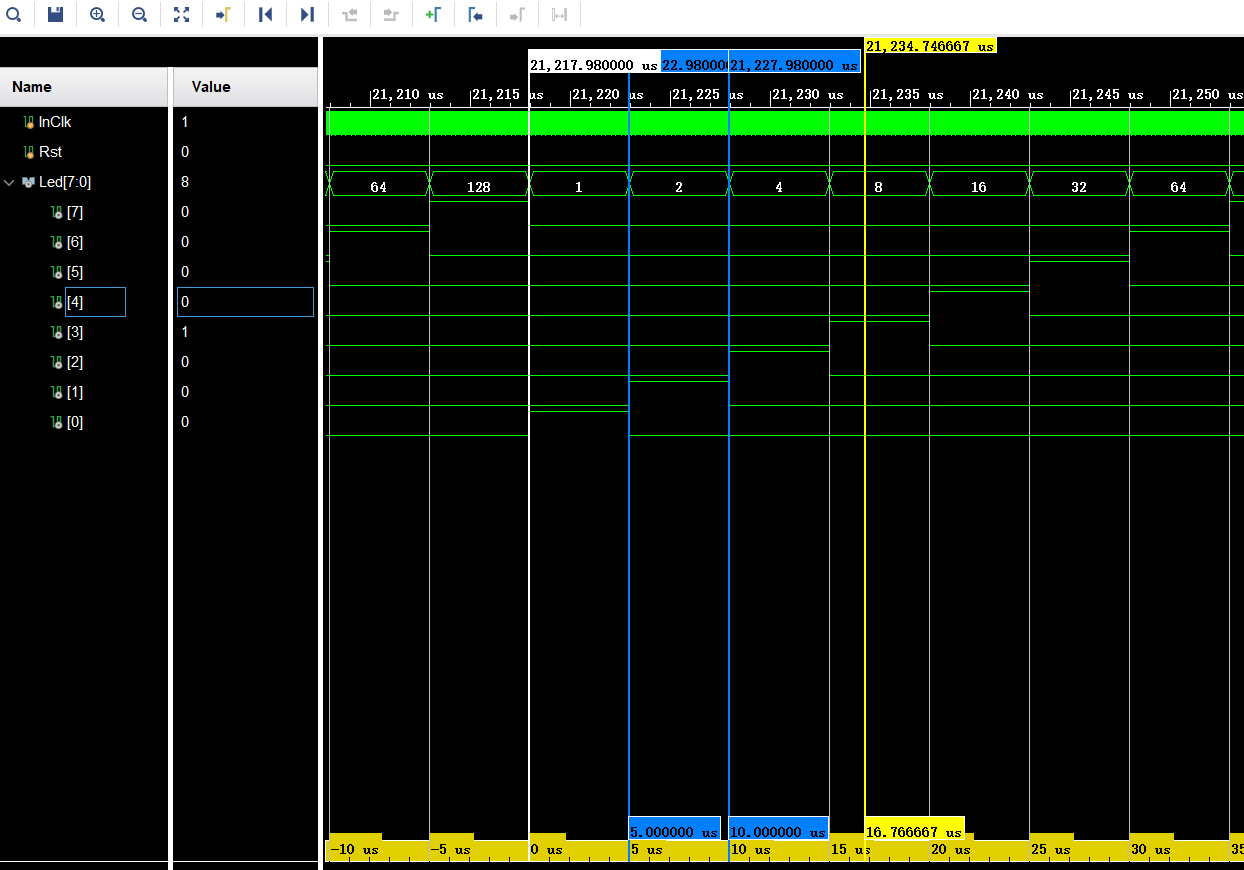 21,234.746667 us
21,217.980000 us 22.98000 21,227.980000 us
Name Value
21,210 us 21,215 us 21,220 us 21,225 us 21,230 us 21,235 us 21,240 us 21,245 us 21,250 us
InClk 1
Rst 0
Led[7:0] 8 64 128 1 2 4 8 16 32 64
[7] 0
[6] 0
[5] 0
[4] 0
[3] 1
[2] 0
[1] 0
[0] 0
5.000000 us 10.000000 us 16.766667 us
-10 us -5 us 0 us 5 us 10 us 15 us 20 us 25 us 30 us 35